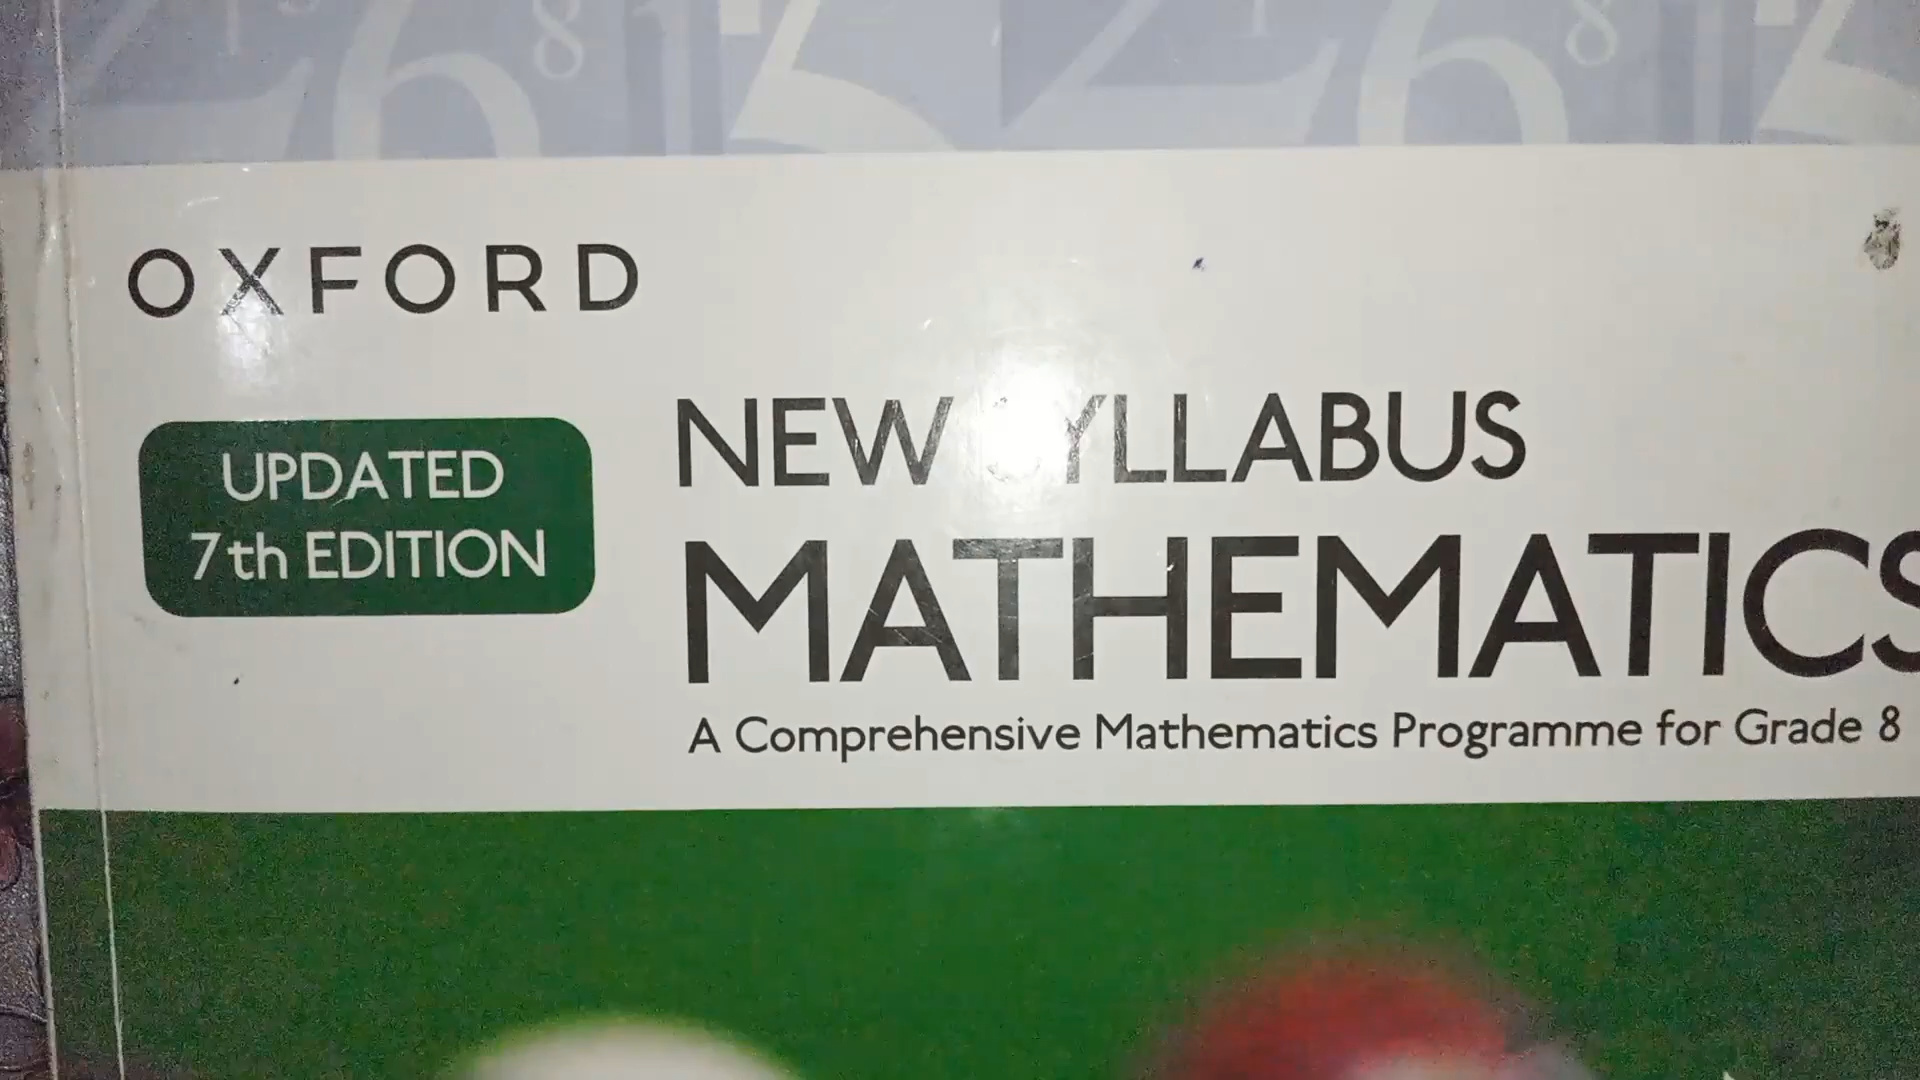 OXFORD
UPDATED
7th EDITION
NEW SYLLABUS
MATHEMATICS
A Comprehensive Mathematics Programme for Grade 8